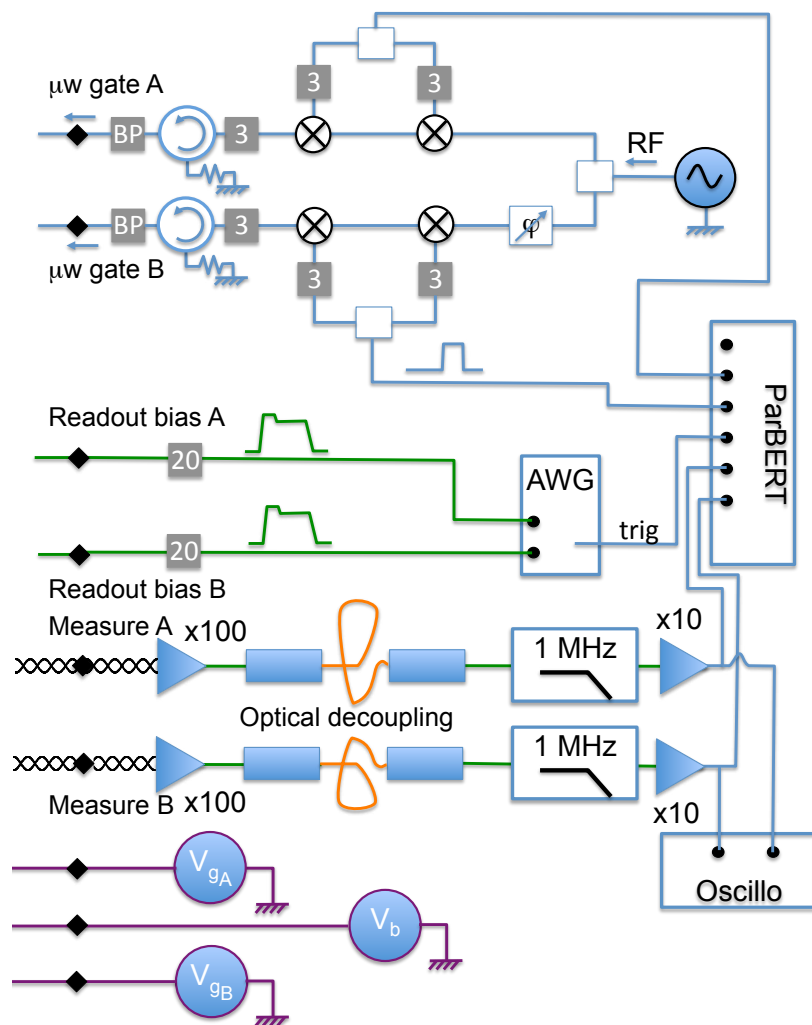 μw gate A
3
3
BP
3
RF
BP
3
φ
μw gate B
3
3
ParBERT
Readout bias A
20
AWG
trig
20
Readout bias B
Measure A
x100
x10
1 MHz
Optical decoupling
1 MHz
Measure B
x100
x10
VgA
Oscillo
Vb
VgB